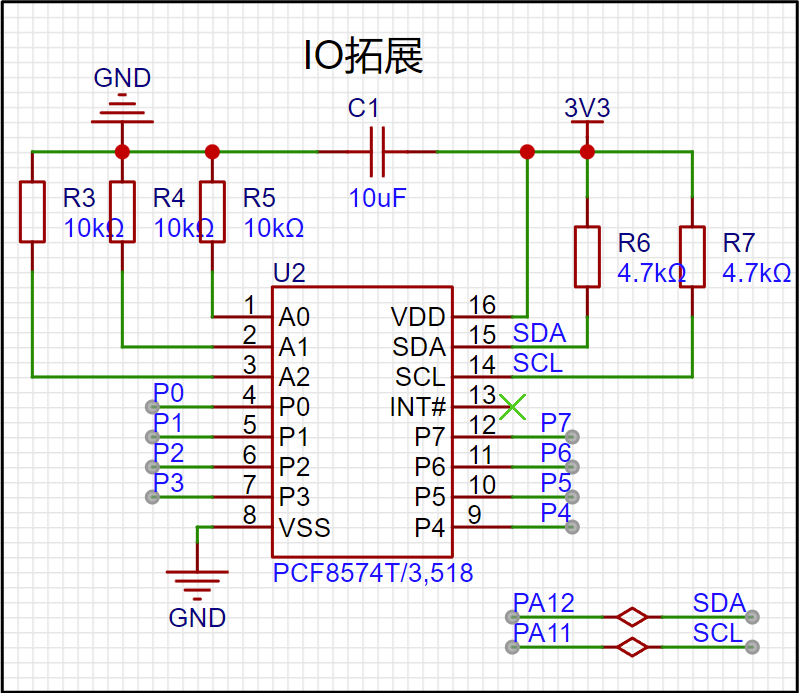 IO拓展
GND
C1
3V3
R3
R4
R5
10uF
10kΩ
10kΩ
10kΩ
R6
R7
4.7kΩ
4.7kΩ
U2
1
A0
VDD
16
2
A1
SDA
15
SDA
3
A2
SCL
14
SCL
P0
4
P0
INT#
13
P1
5
P1
P7
12
P7
P2
6
P2
P6
11
P6
P3
7
P3
P5
10
P5
8
VSS
P4
9
P4
PCF8574T/3,518
GND
PA12
SDA
PA11
SCL